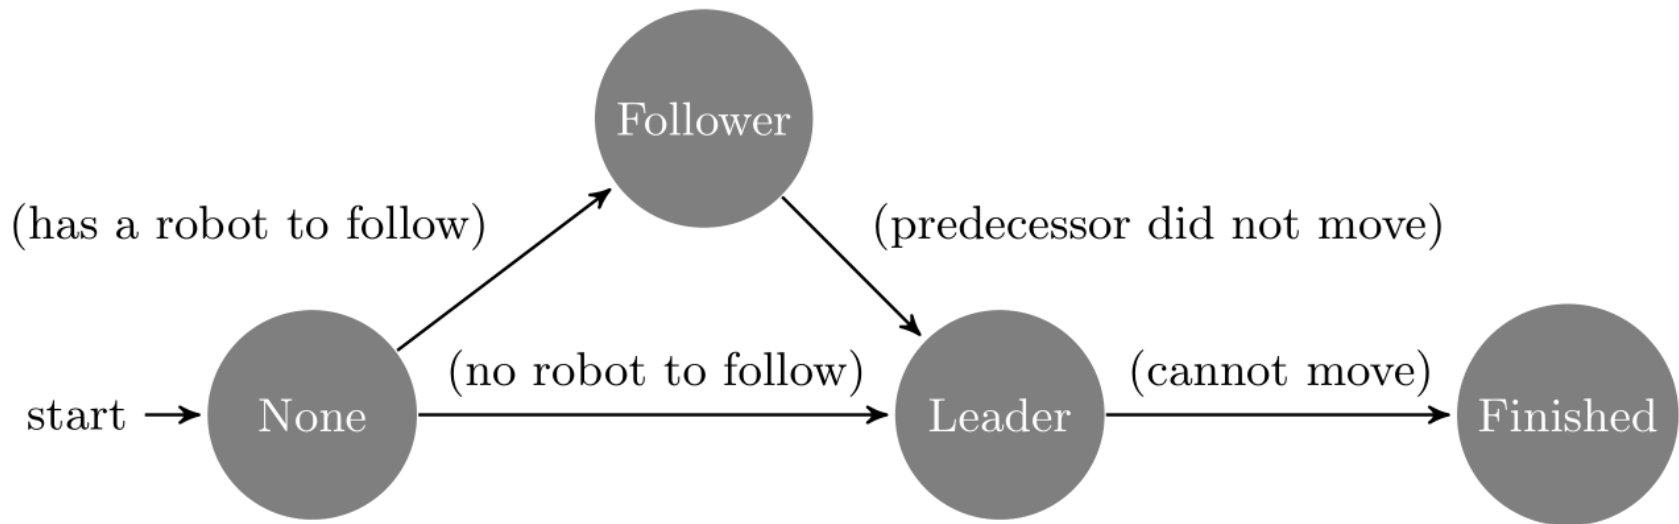 Follower
(has a robot to follow)
(predecessor did not move)
(no robot to follow)
(cannot move)
start
None
Leader
Finished